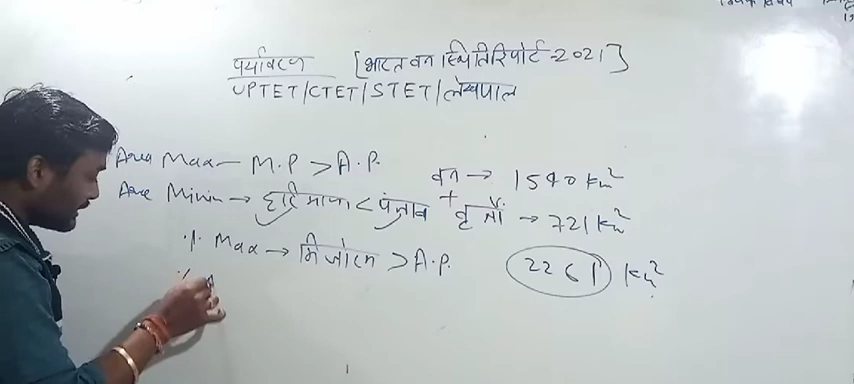 पर्यावरण [भारत वन स्थिति रिपोर्ट-2021]
UPTET/CTET/STET/लेखपाल
Area Max – M.P > A.P.
Area Minim → हरियाणा < पंजाब
% Max → मिजोरम > A.P.
%
वन → 1540 km²
+
वृक्षों → 721 km²
2261 km²